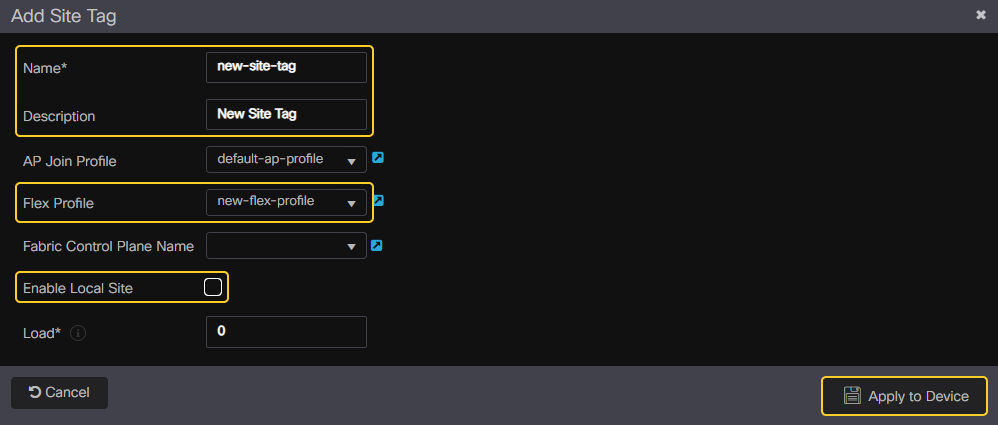 Add Site Tag
Name* new-site-tag
Description New Site Tag
AP Join Profile default-ap-profile
Flex Profile new-flex-profile
Fabric Control Plane Name
Enable Local Site
Load* 0
Cancel Apply to Device